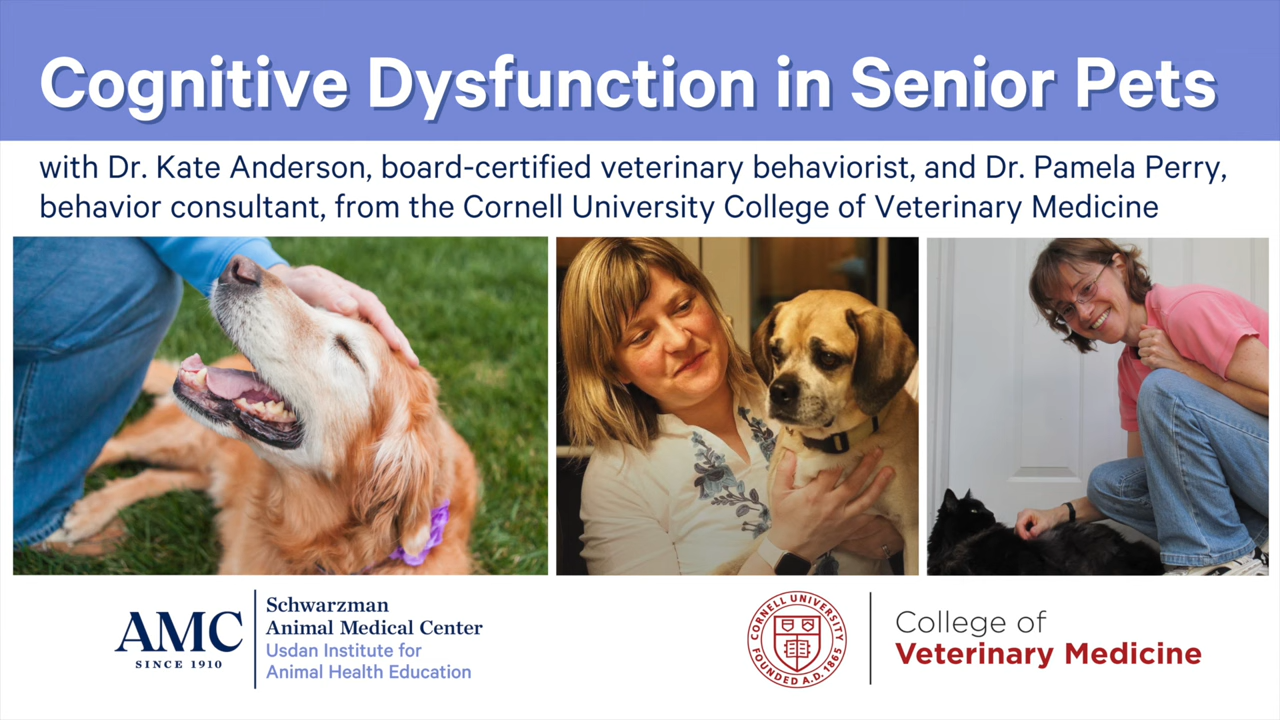 Cognitive Dysfunction in Senior Pets
with Dr. Kate Anderson, board-certified veterinary behaviorist, and Dr. Pamela Perry,
behavior consultant, from the Cornell University College of Veterinary Medicine
AMC
SINCE 1910
Schwarzman
Animal Medical Center
Usdan Institute for
Animal Health Education
CORNELL UNIVERSITY
FOUNDED A.D. 1865
College of
Veterinary Medicine